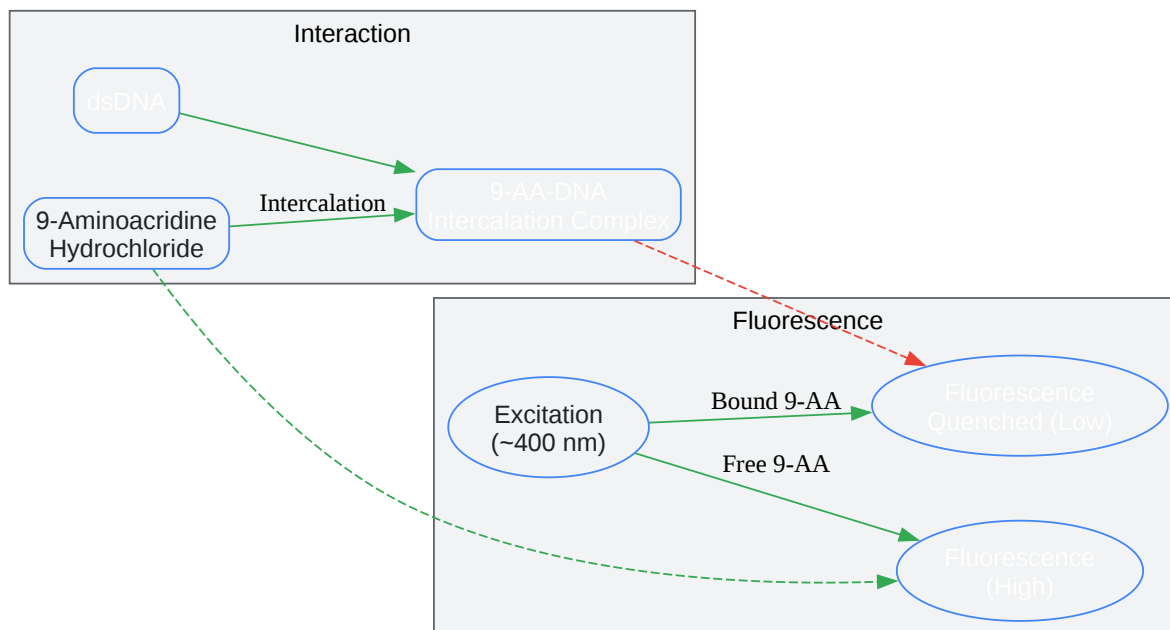 Interaction
dsDNA
9-AA-DNA
Intercalation Complex
Intercalation
9-Aminoacridine
Hydrochloride
Fluorescence
Excitation
(~400 nm)
Bound 9-AA
Free 9-AA
Fluorescence
Quenched (Low)
Fluorescence
(High)